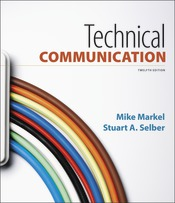 Technical
COMMUNICATION
TWELFTH EDITION
Mike Markel
Stuart A. Selber